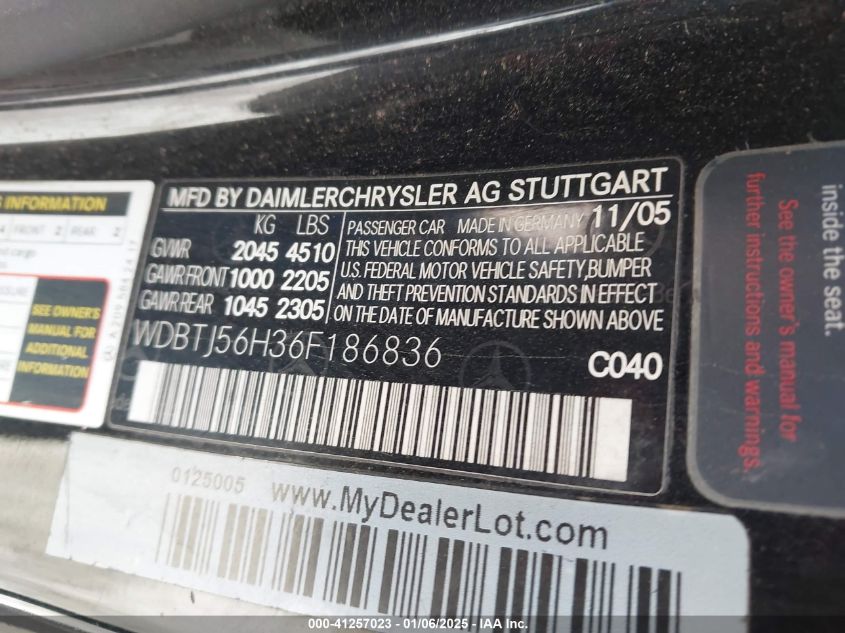 MFD BY DAIMLERCHRYSLER AG STUTTGART
KG LBS
GVWR 2045 4510
GAWR FRONT 1000 2205
GAWR REAR 1045 2305
PASSENGER CAR MADE IN GERMANY 11/05
THIS VEHICLE CONFORMS TO ALL APPLICABLE
U.S. FEDERAL MOTOR VEHICLE SAFETY,BUMPER
AND THEFT PREVENTION STANDARDS IN EFFECT
ON THE DATE OF MANUFACTURE SHOWN ABOVE
WDBTJ56H36F186836
C040
INFORMATION
FRONT 2 REAR 2
SEE OWNER'S
MANUAL FOR
ADDITIONAL
INFORMATION
0125005
www.MyDealerLot.com
inside the seat.
See the owner's manual for
further instructions and warnings.
000-41257023 - 01/06/2025 - IAA Inc.